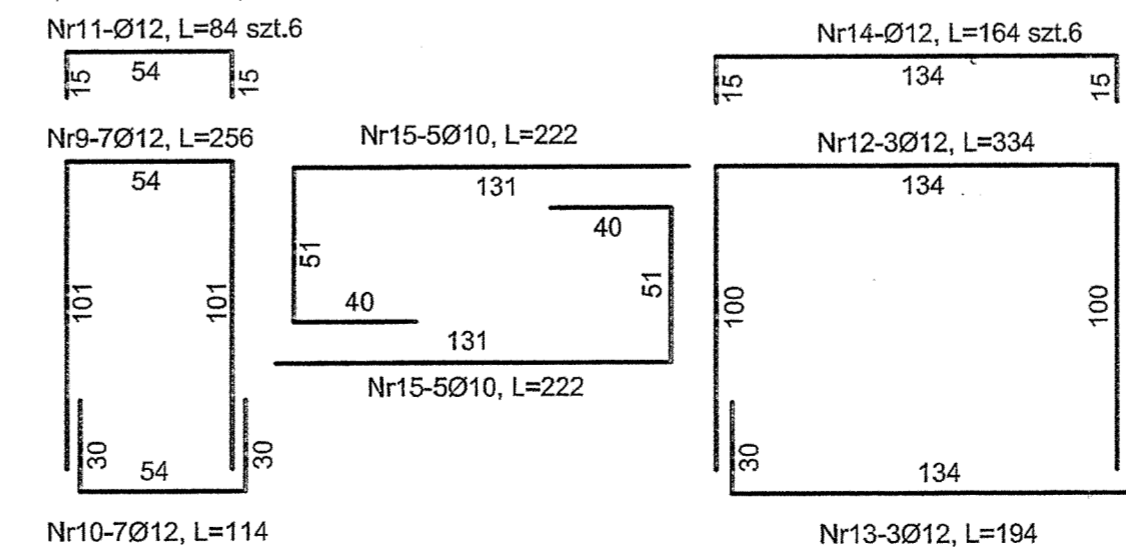 Nr11-Ø12, L=84 szt.6
15
54
15
Nr14-Ø12, L=164 szt.6
15
134
15
Nr9-7Ø12, L=256
54
101
101
Nr15-5Ø10, L=222
131
51
40
40
51
131
Nr15-5Ø10, L=222
Nr12-3Ø12, L=334
134
100
100
30
54
30
Nr10-7Ø12, L=114
30
134
Nr13-3Ø12, L=194